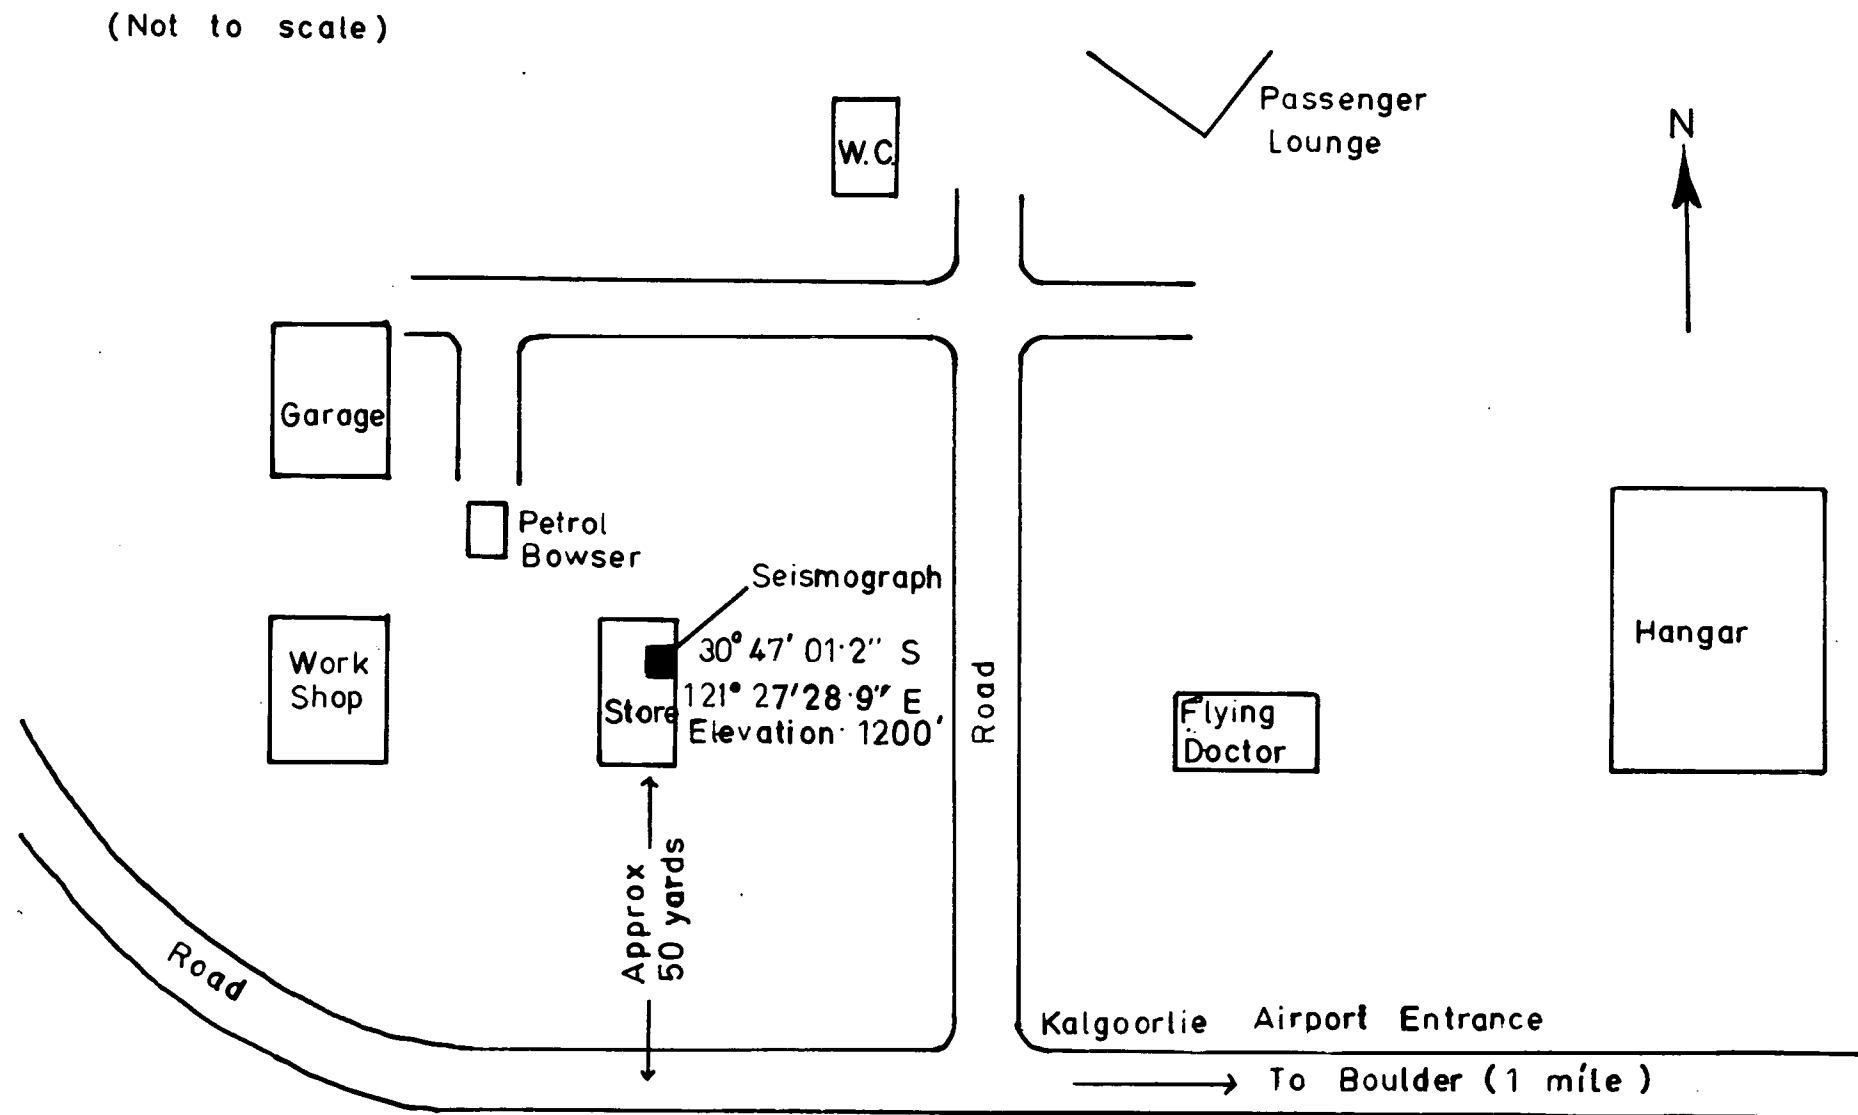 (Not to scale)
Passenger
Lounge
W.C.
N
Garage
Petrol
Bowser
Seismograph
30° 47' 01·2" S
121° 27' 28·9" E
Elevation· 1200'
Work
Shop
Store
Road
Flying
Doctor
Hangar
Approx
50 yards
Road
Kalgoorlie Airport Entrance
To Boulder (1 mile)